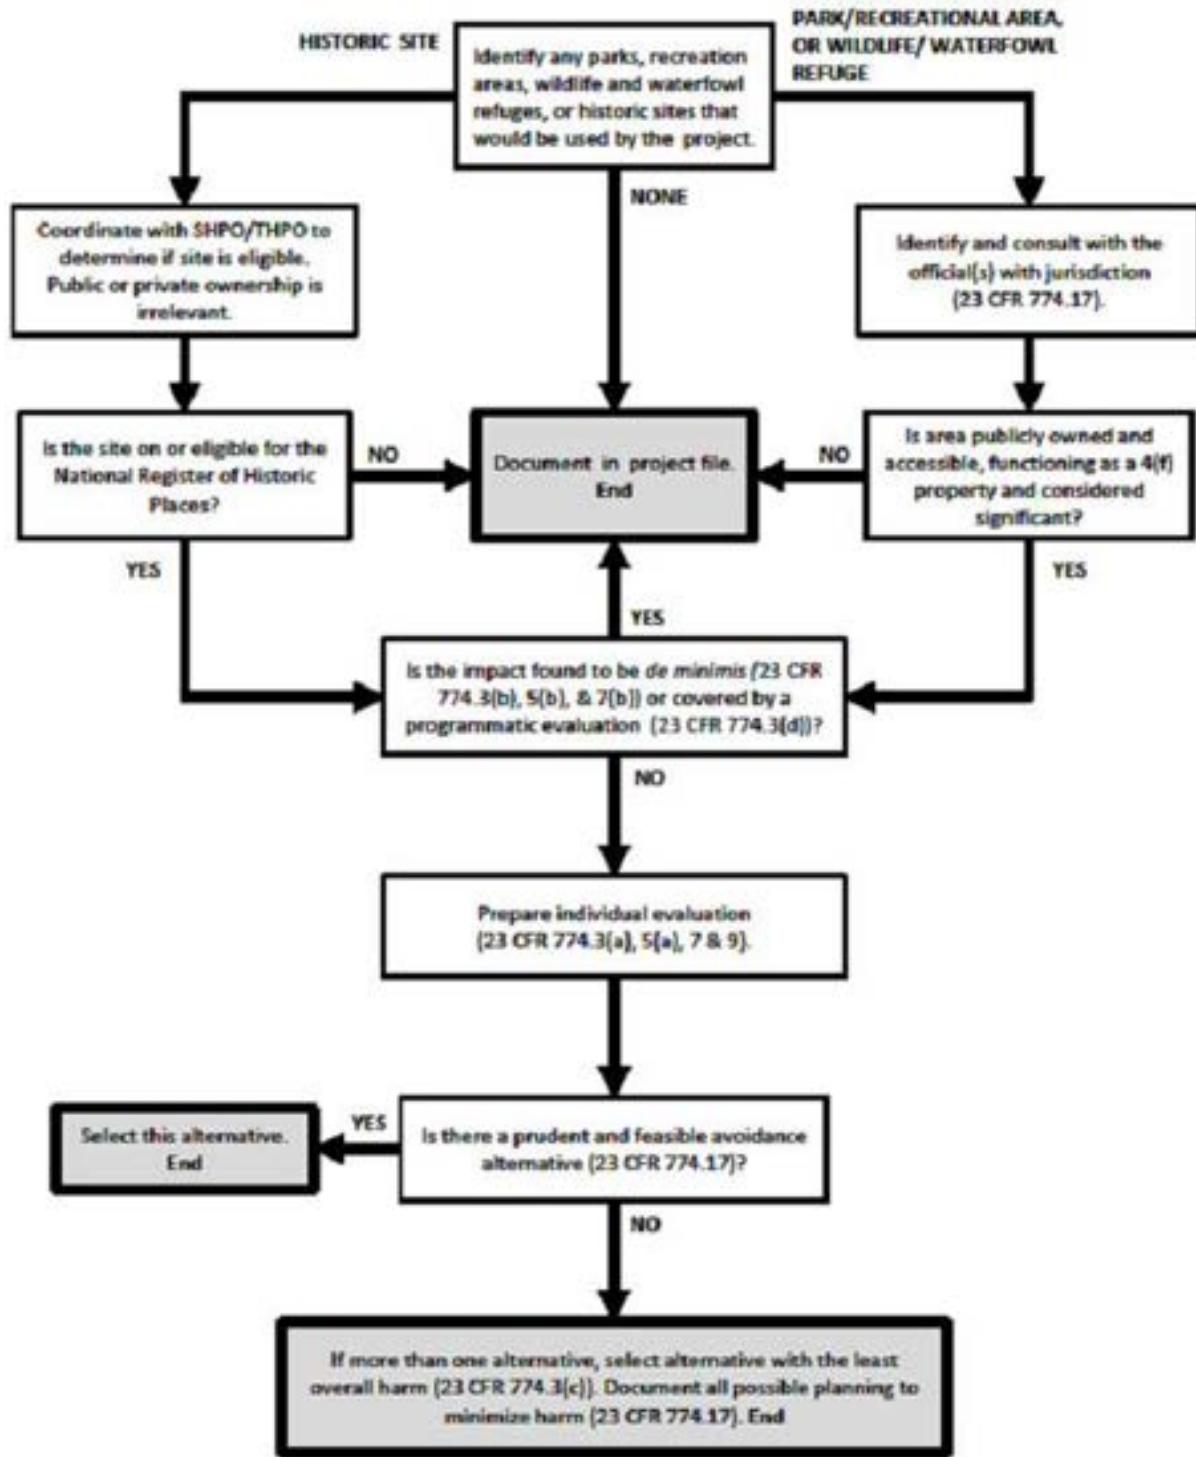 HISTORIC SITE
PARK/RECREATIONAL AREA,
OR WILDLIFE/ WATERFOWL
REFUGE
Identify any parks, recreation
areas, wildlife and waterfowl
refuges, or historic sites that
would be used by the project.
NONE
Coordinate with SHPO/THPO to
determine if site is eligible.
Public or private ownership is
irrelevant.
Identify and consult with the
official(s) with jurisdiction
(23 CFR 774.17).
Is the site on or eligible for the
National Register of Historic
Places?
NO
Document in project file.
End
NO
Is area publicly owned and
accessible, functioning as a 4(f)
property and considered
significant?
YES
YES
YES
Is the impact found to be de minimis (23 CFR
774.3(b), 5(b), & 7(b)) or covered by a
programmatic evaluation (23 CFR 774.3(d))?
NO
Prepare individual evaluation
(23 CFR 774.3(a), 5(a), 7 & 9).
Select this alternative.
End
YES
Is there a prudent and feasible avoidance
alternative (23 CFR 774.17)?
NO
If more than one alternative, select alternative with the least
overall harm (23 CFR 774.3(c)). Document all possible planning to
minimize harm (23 CFR 774.17). End